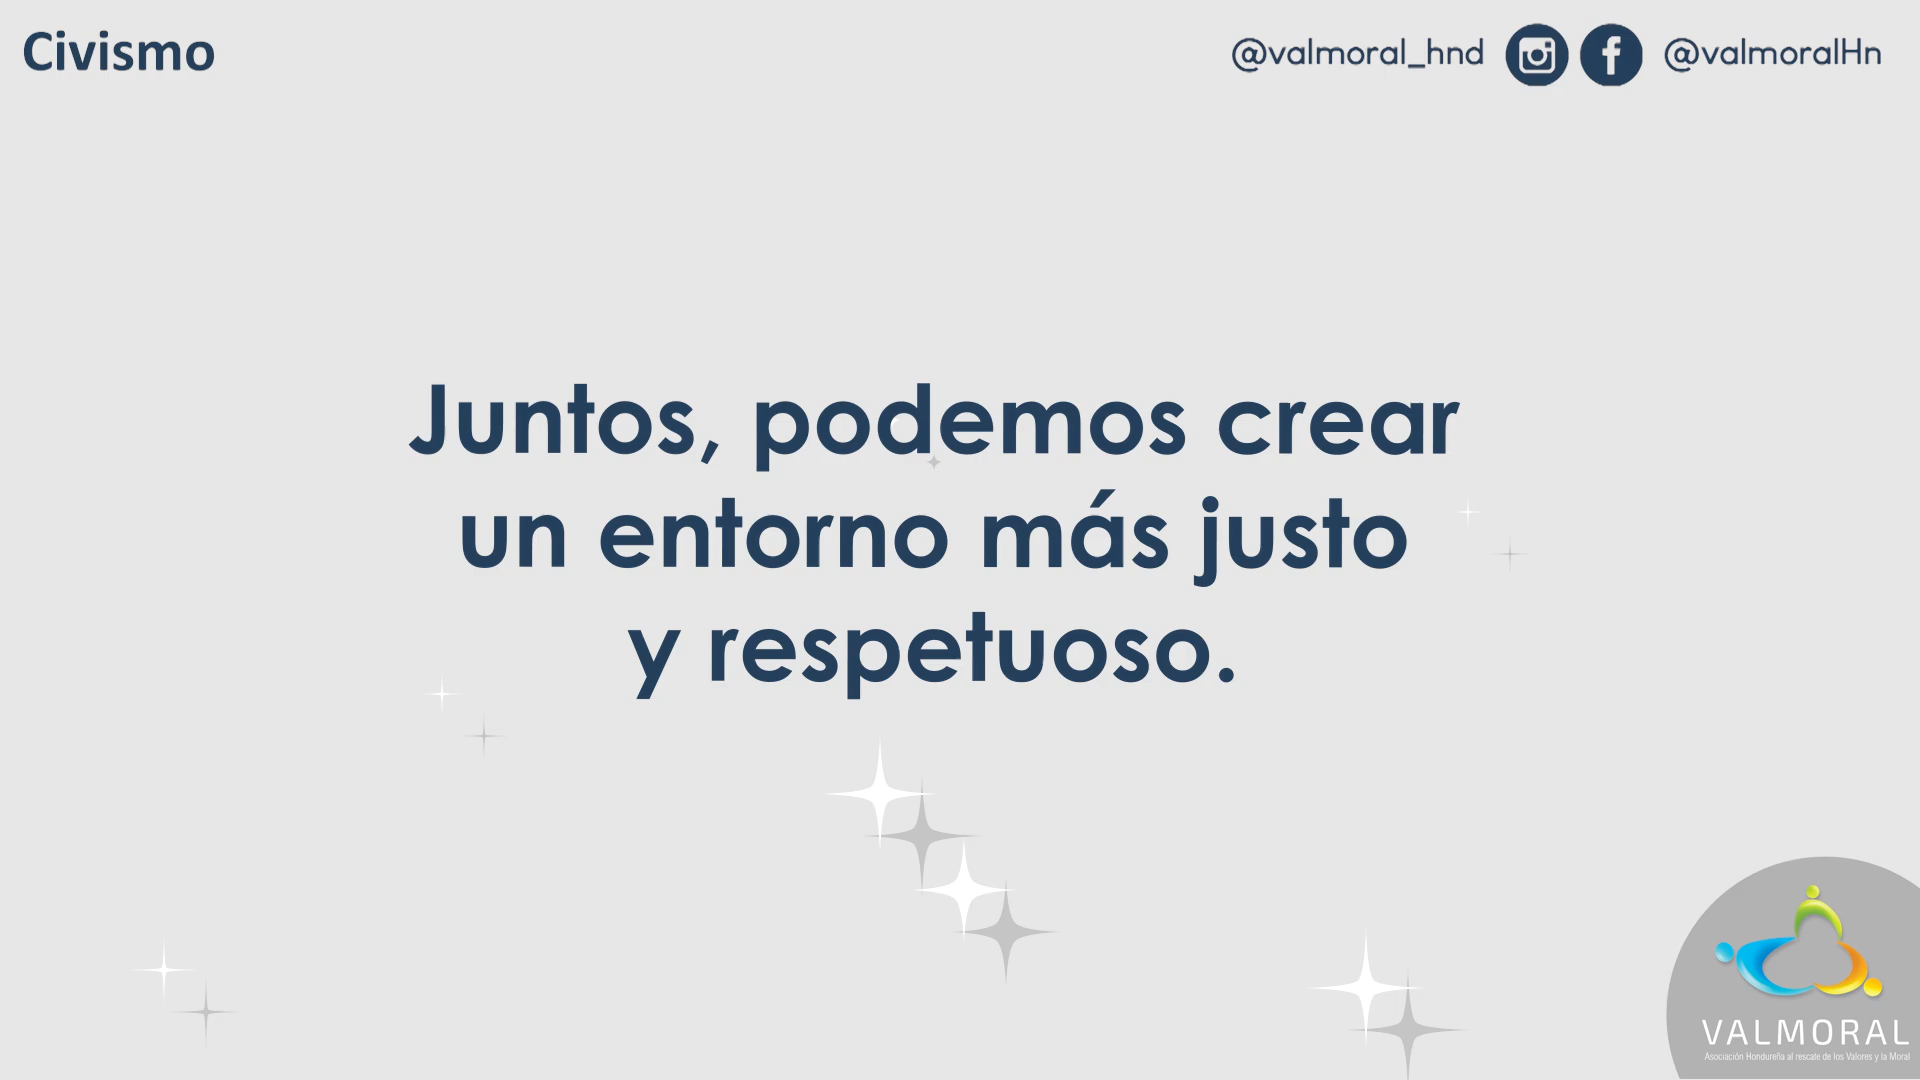 Civismo
@valmoral_hnd @valmoralHn
Juntos, podemos crear
un entorno más justo
y respetuoso.
VALMORAL
Asociación Hondureña al rescate de los Valores y la Moral